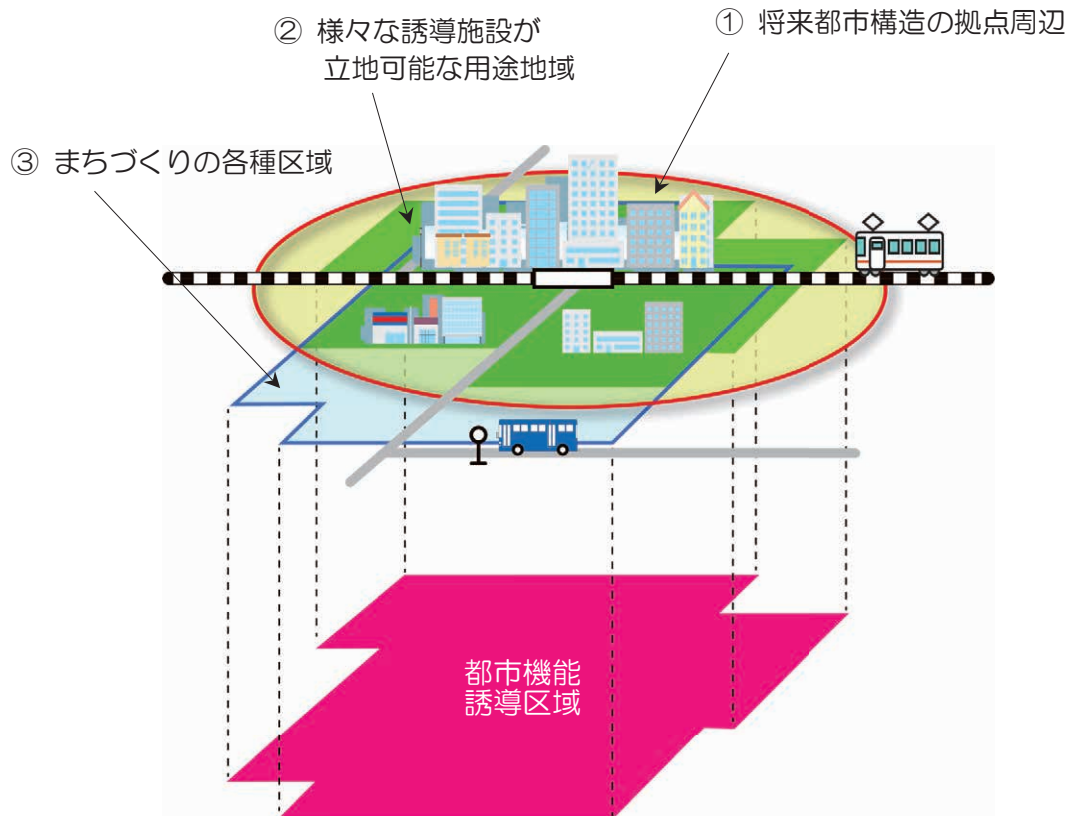 ① 将来都市構造の拠点周辺
② 様々な誘導施設が
立地可能な用途地域
③ まちづくりの各種区域
都市機能
誘導区域